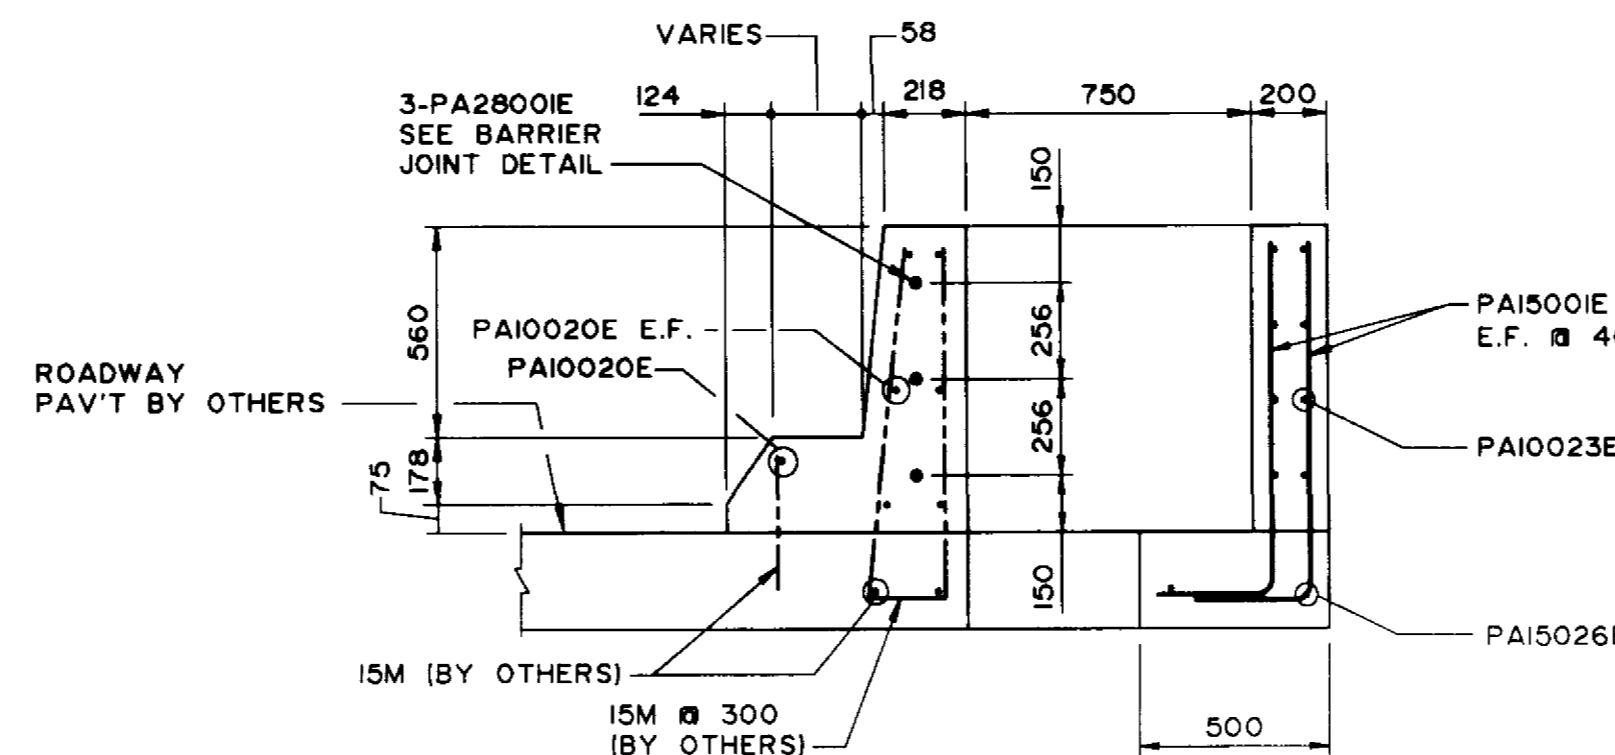 VARIES
58
3-PA28001E
SEE BARRIER
JOINT DETAIL
124
218
750
200
150
560
PA10020E E.F.
PA10020E
256
PA15001E
E.F. @
ROADWAY
PAV'T BY OTHERS
256
75
178
PA10023E
150
15M (BY OTHERS)
PA15026
15M @ 300
(BY OTHERS)
500